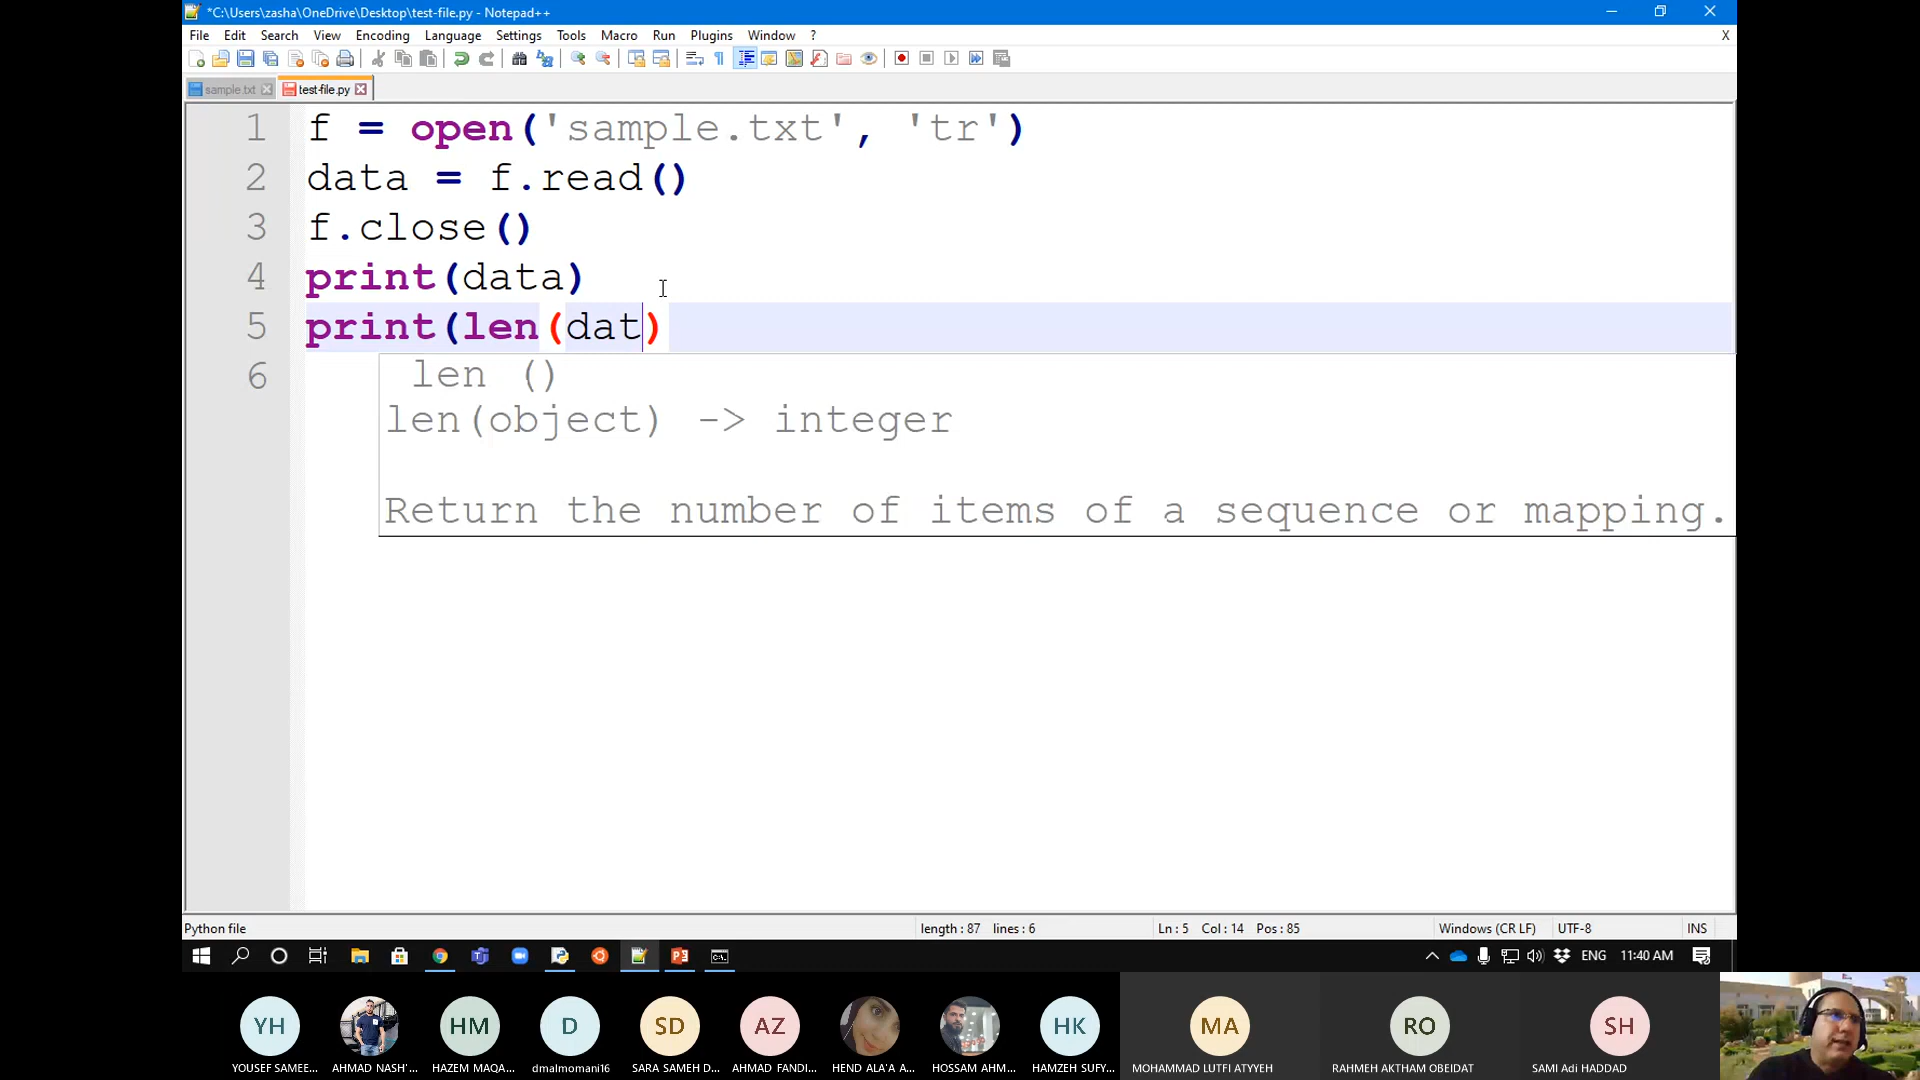 *C:\Users\zasha\OneDrive\Desktop\test-file.py - Notepad++
File Edit Search View Encoding Language Settings Tools Macro Run Plugins Window ? X
sample.txt test-file.py
1 f = open('sample.txt', 'tr')
2 data = f.read()
3 f.close()
4 print(data)
5 print(len(dat)
6 len ()
len(object) -> integer
Return the number of items of a sequence or mapping.
Python file length : 87 lines : 6 Ln : 5 Col : 14 Pos : 85 Windows (CR LF) UTF-8 INS
ENG 11:40 AM
YH HM D SD AZ HK MA RO SH
YOUSEF SAMEE... AHMAD NASH'... HAZEM MAQA... dmalmomani16 SARA SAMEH D... AHMAD FANDI... HEND ALA'A A... HOSSAM AHM... HAMZEH SUFY... MOHAMMAD LUTFI ATYYEH RAHMEH AKTHAM OBEIDAT SAMI Adi HADDAD